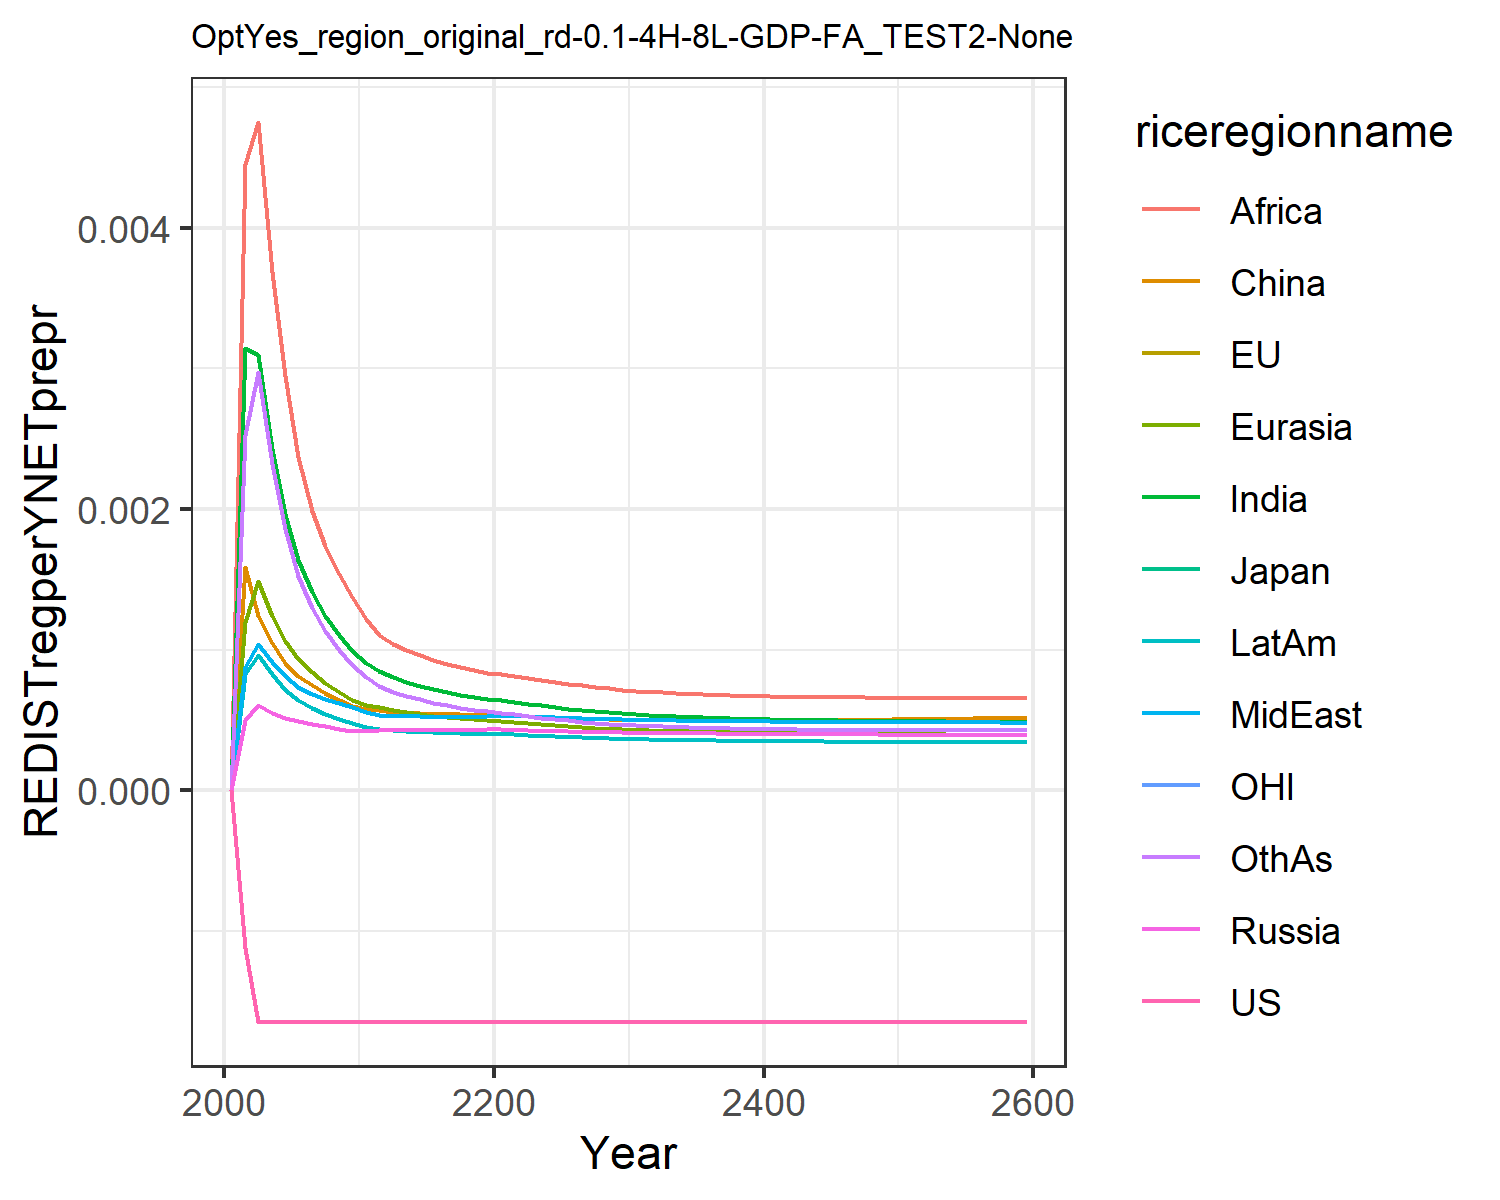 OptYes_region_original_rd-0.1-4H-8L-GDP-FA_TEST2-None
REDISTregperYNETprepr
0.004
0.002
0.000
2000
2200
2400
2600
Year
riceregionname
Africa
China
EU
Eurasia
India
Japan
LatAm
MidEast
OHI
OthAs
Russia
US